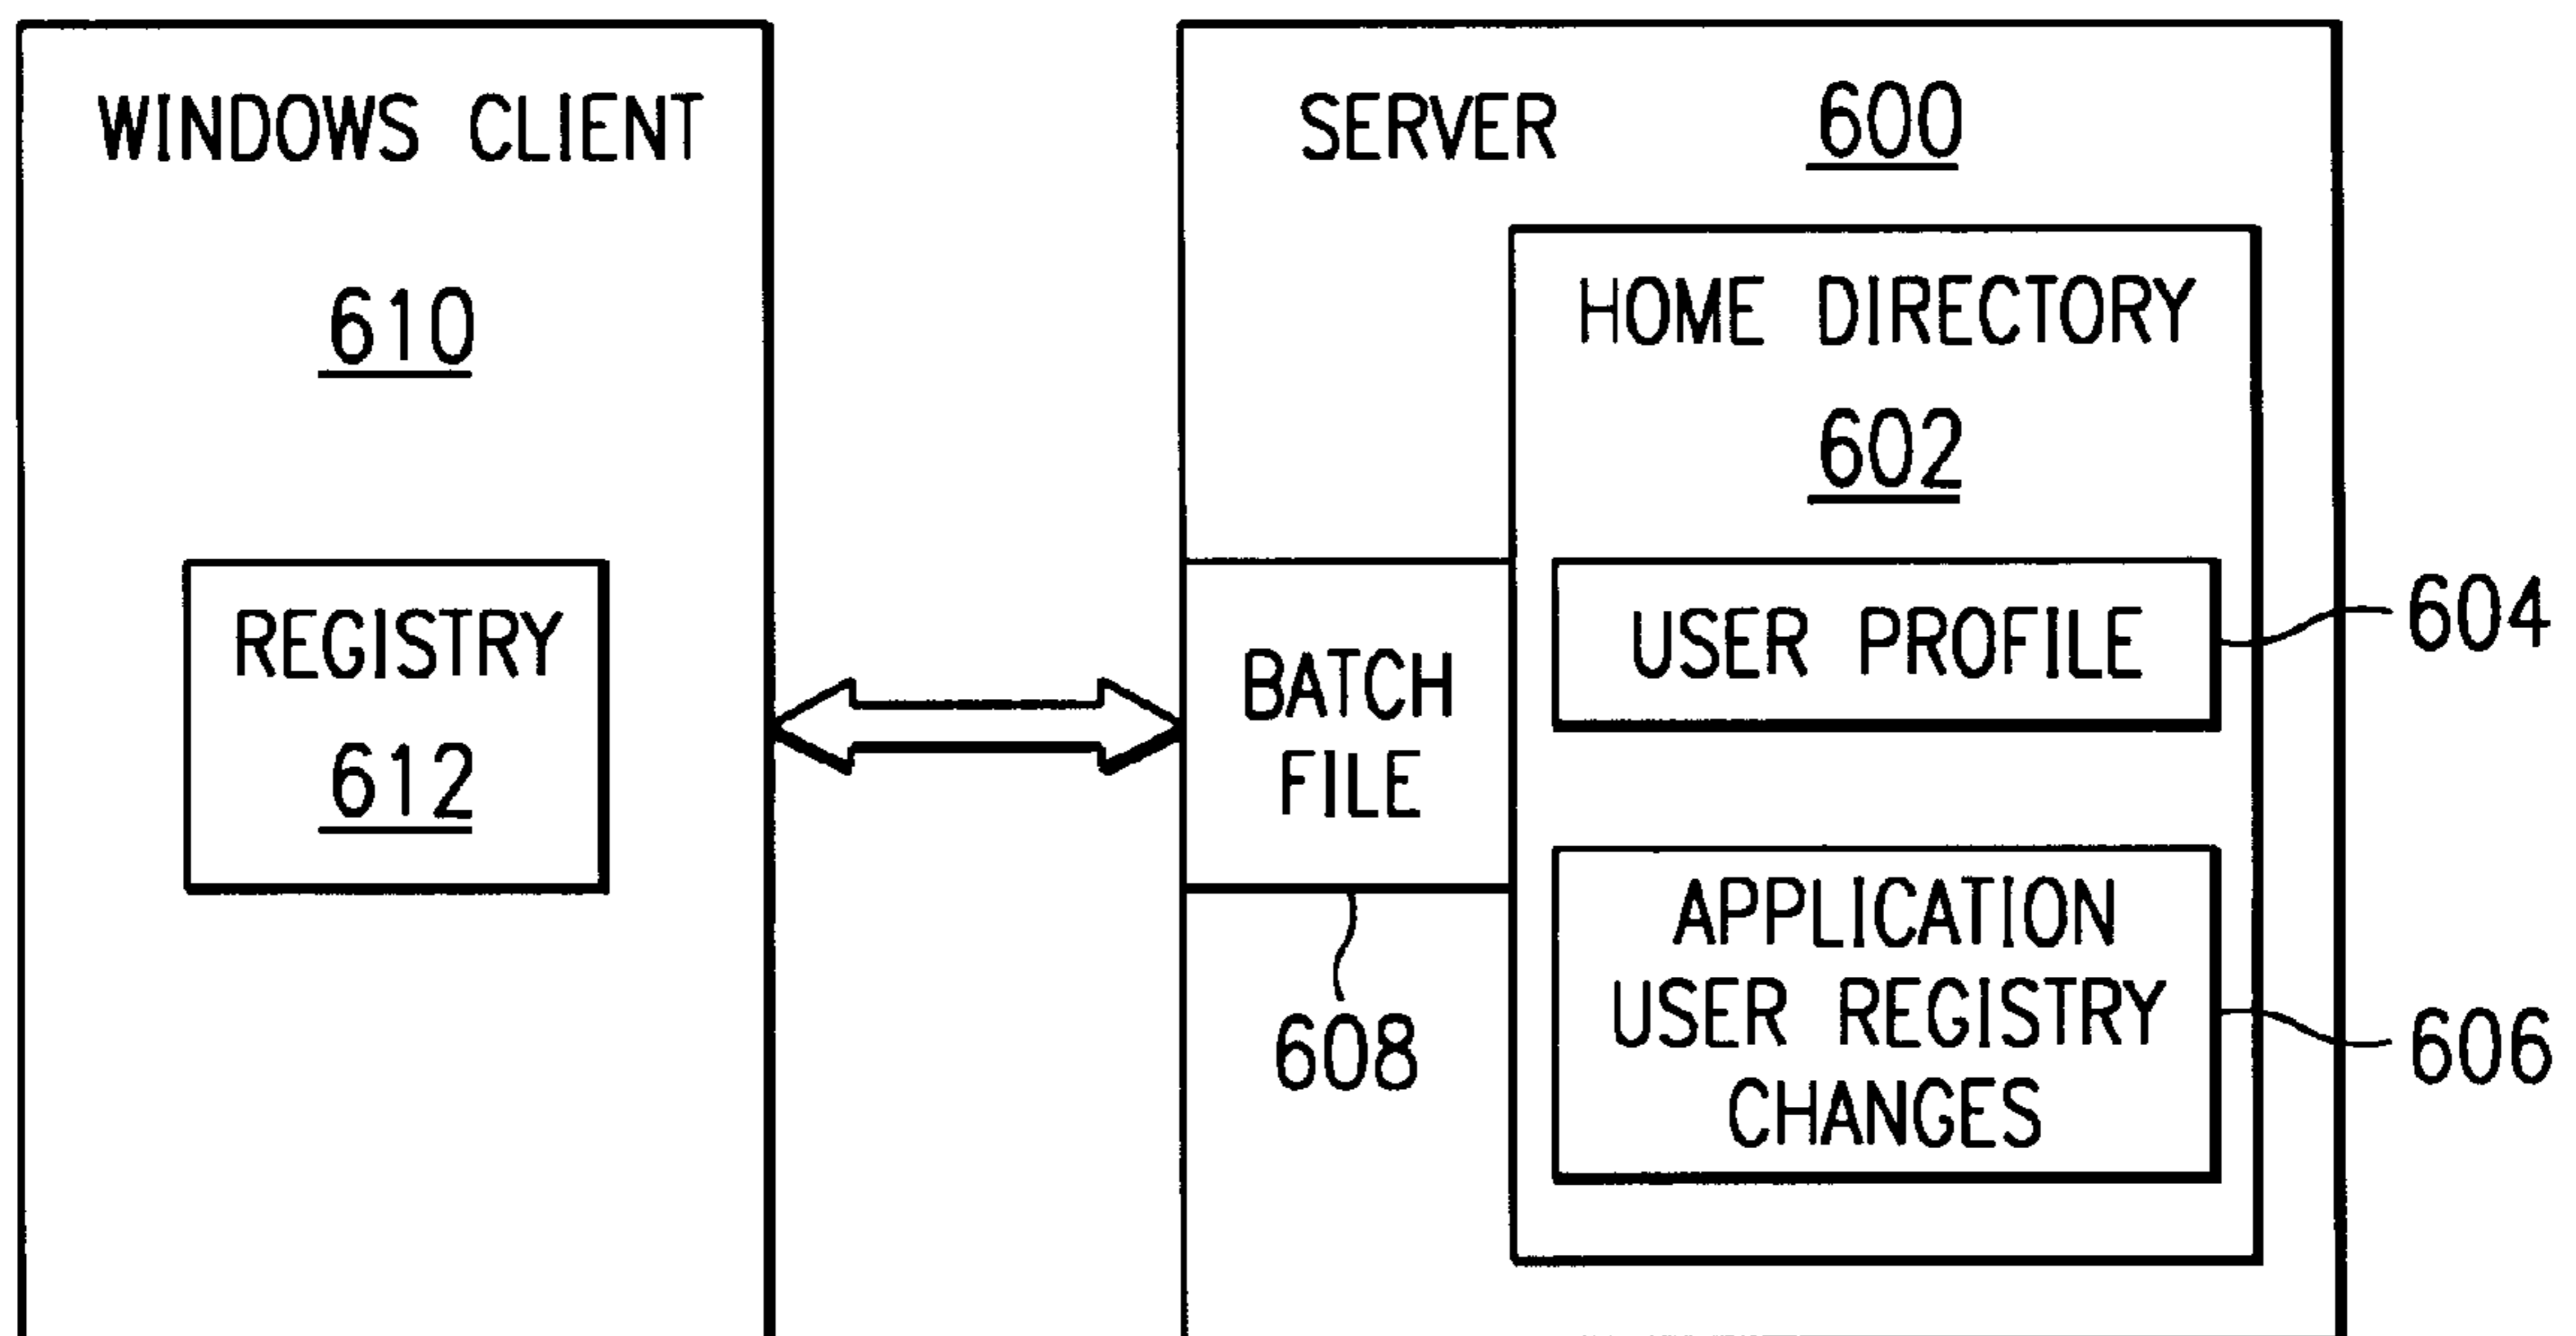 WINDOWS CLIENT
610
REGISTRY
612
SERVER 600
HOME DIRECTORY
602
USER PROFILE
604
BATCH
FILE
608
APPLICATION
USER REGISTRY
CHANGES
606